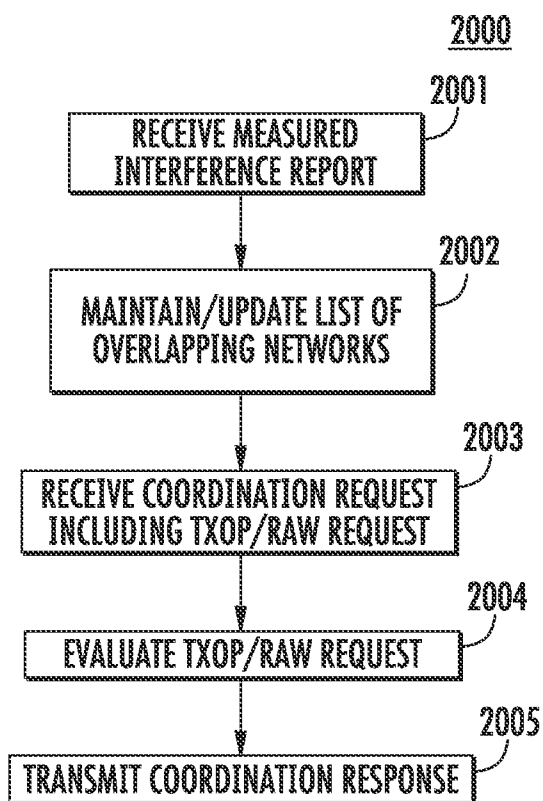 2000
2001
RECEIVE MEASURED
INTERFERENCE REPORT
2002
MAINTAIN/UPDATE LIST OF
OVERLAPPING NETWORKS
2003
RECEIVE COORDINATION REQUEST
INCLUDING TXOP/RAW REQUEST
2004
EVALUATE TXOP/RAW REQUEST
2005
TRANSMIT COORDINATION RESPONSE